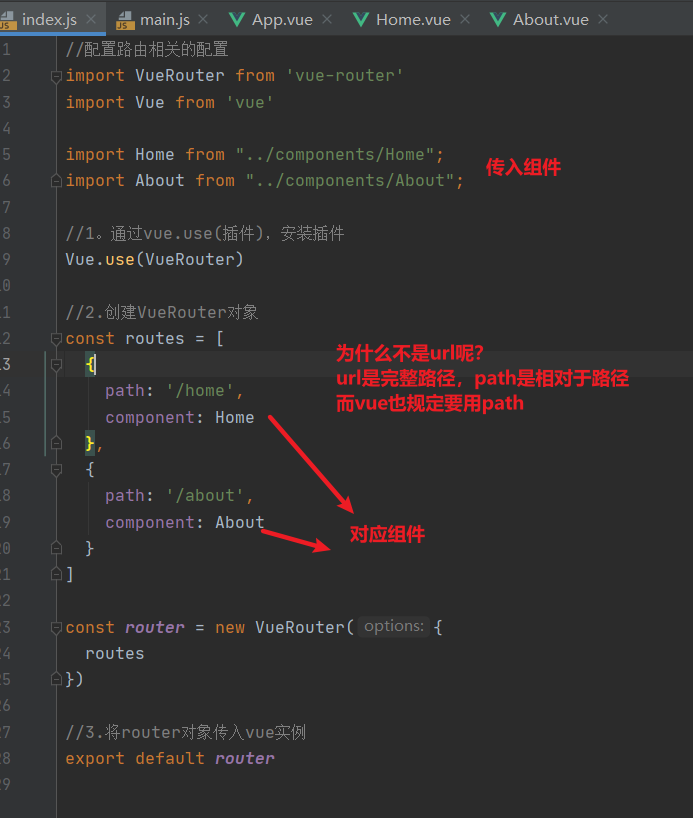 index.js main.js App.vue Home.vue About.vue
1 //配置路由相关的配置
2 import VueRouter from 'vue-router'
3 import Vue from 'vue'
4
5 import Home from "../components/Home";
传入组件
6 import About from "../components/About";
7
8 //1。通过vue.use(插件)，安装插件
9 Vue.use(VueRouter)
10
11 //2.创建VueRouter对象
12 const routes = [
为什么不是url呢？
13 {
url是完整路径，path是相对于路径
14 path: '/home',
而vue也规定要用path
15 component: Home
16 },
17 {
18 path: '/about',
19 component: About
对应组件
20 }
21 ]
22
23 const router = new VueRouter( options: {
24 routes
25 })
26
27 //3.将router对象传入vue实例
28 export default router
29